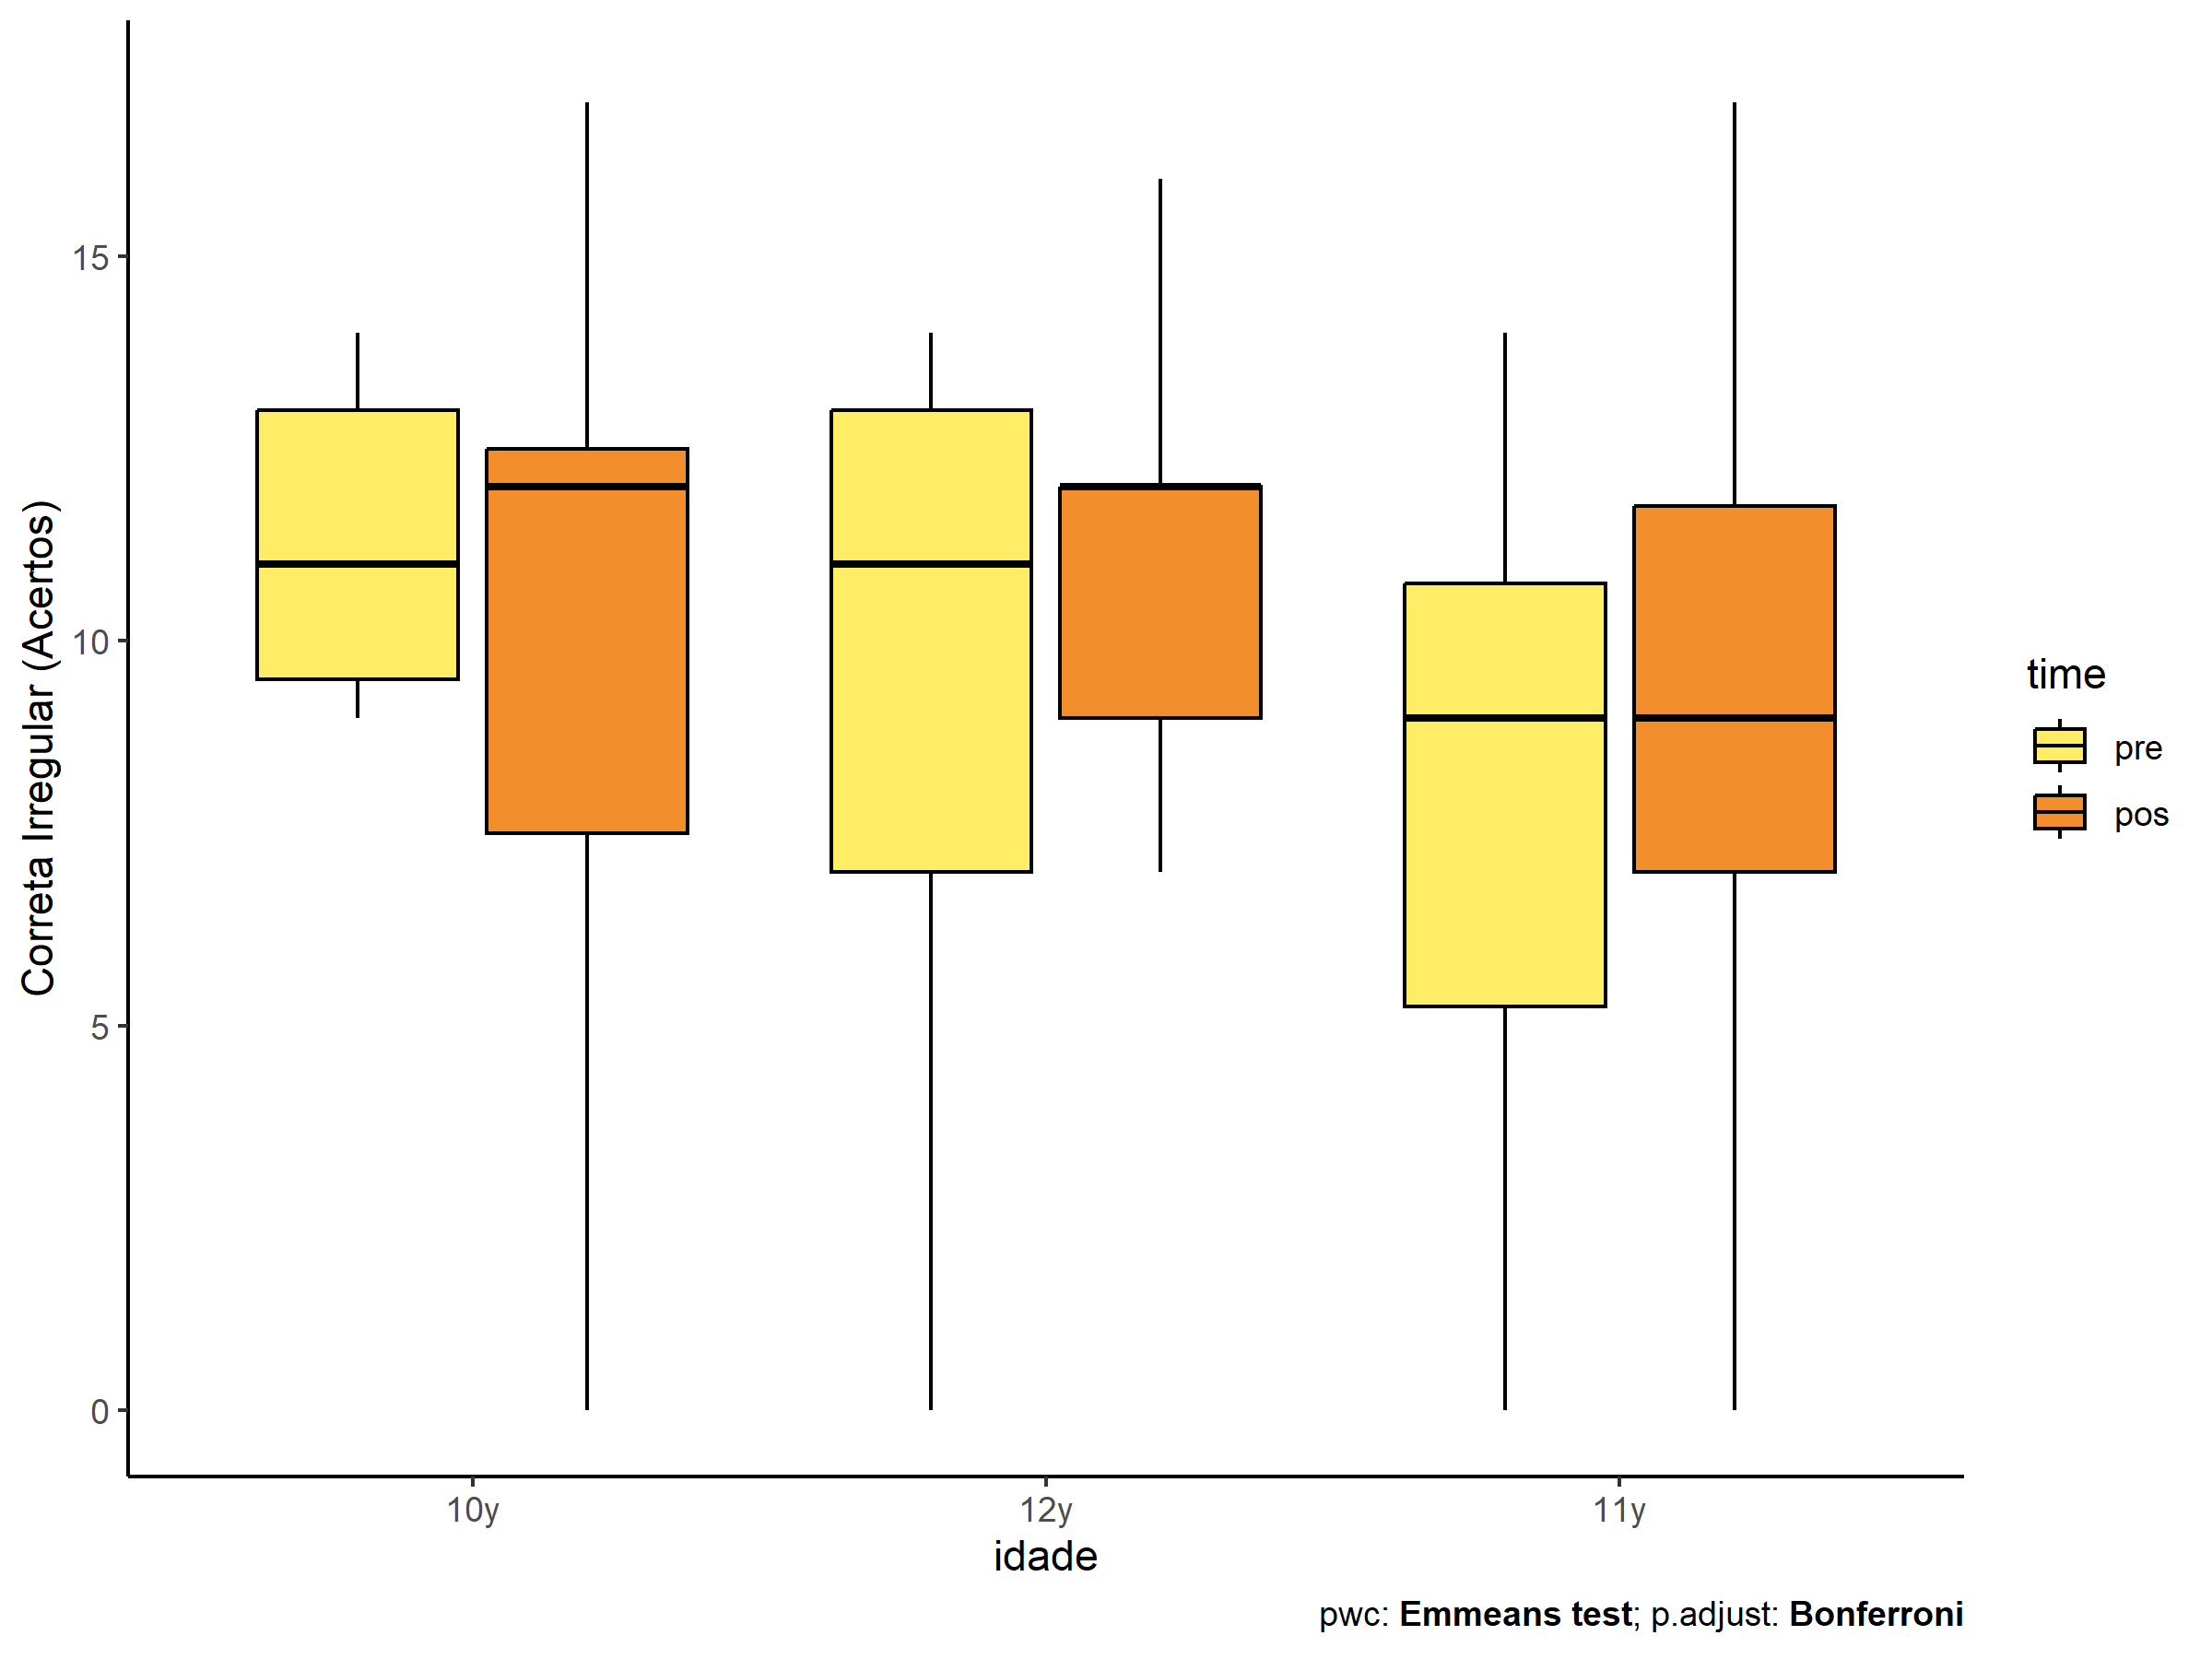 Correta Irregular (Acertos)
15
10
5
0
10y
12y
11y
idade
time
pre
pos
pwc: Emmeans test; p.adjust: Bonferroni